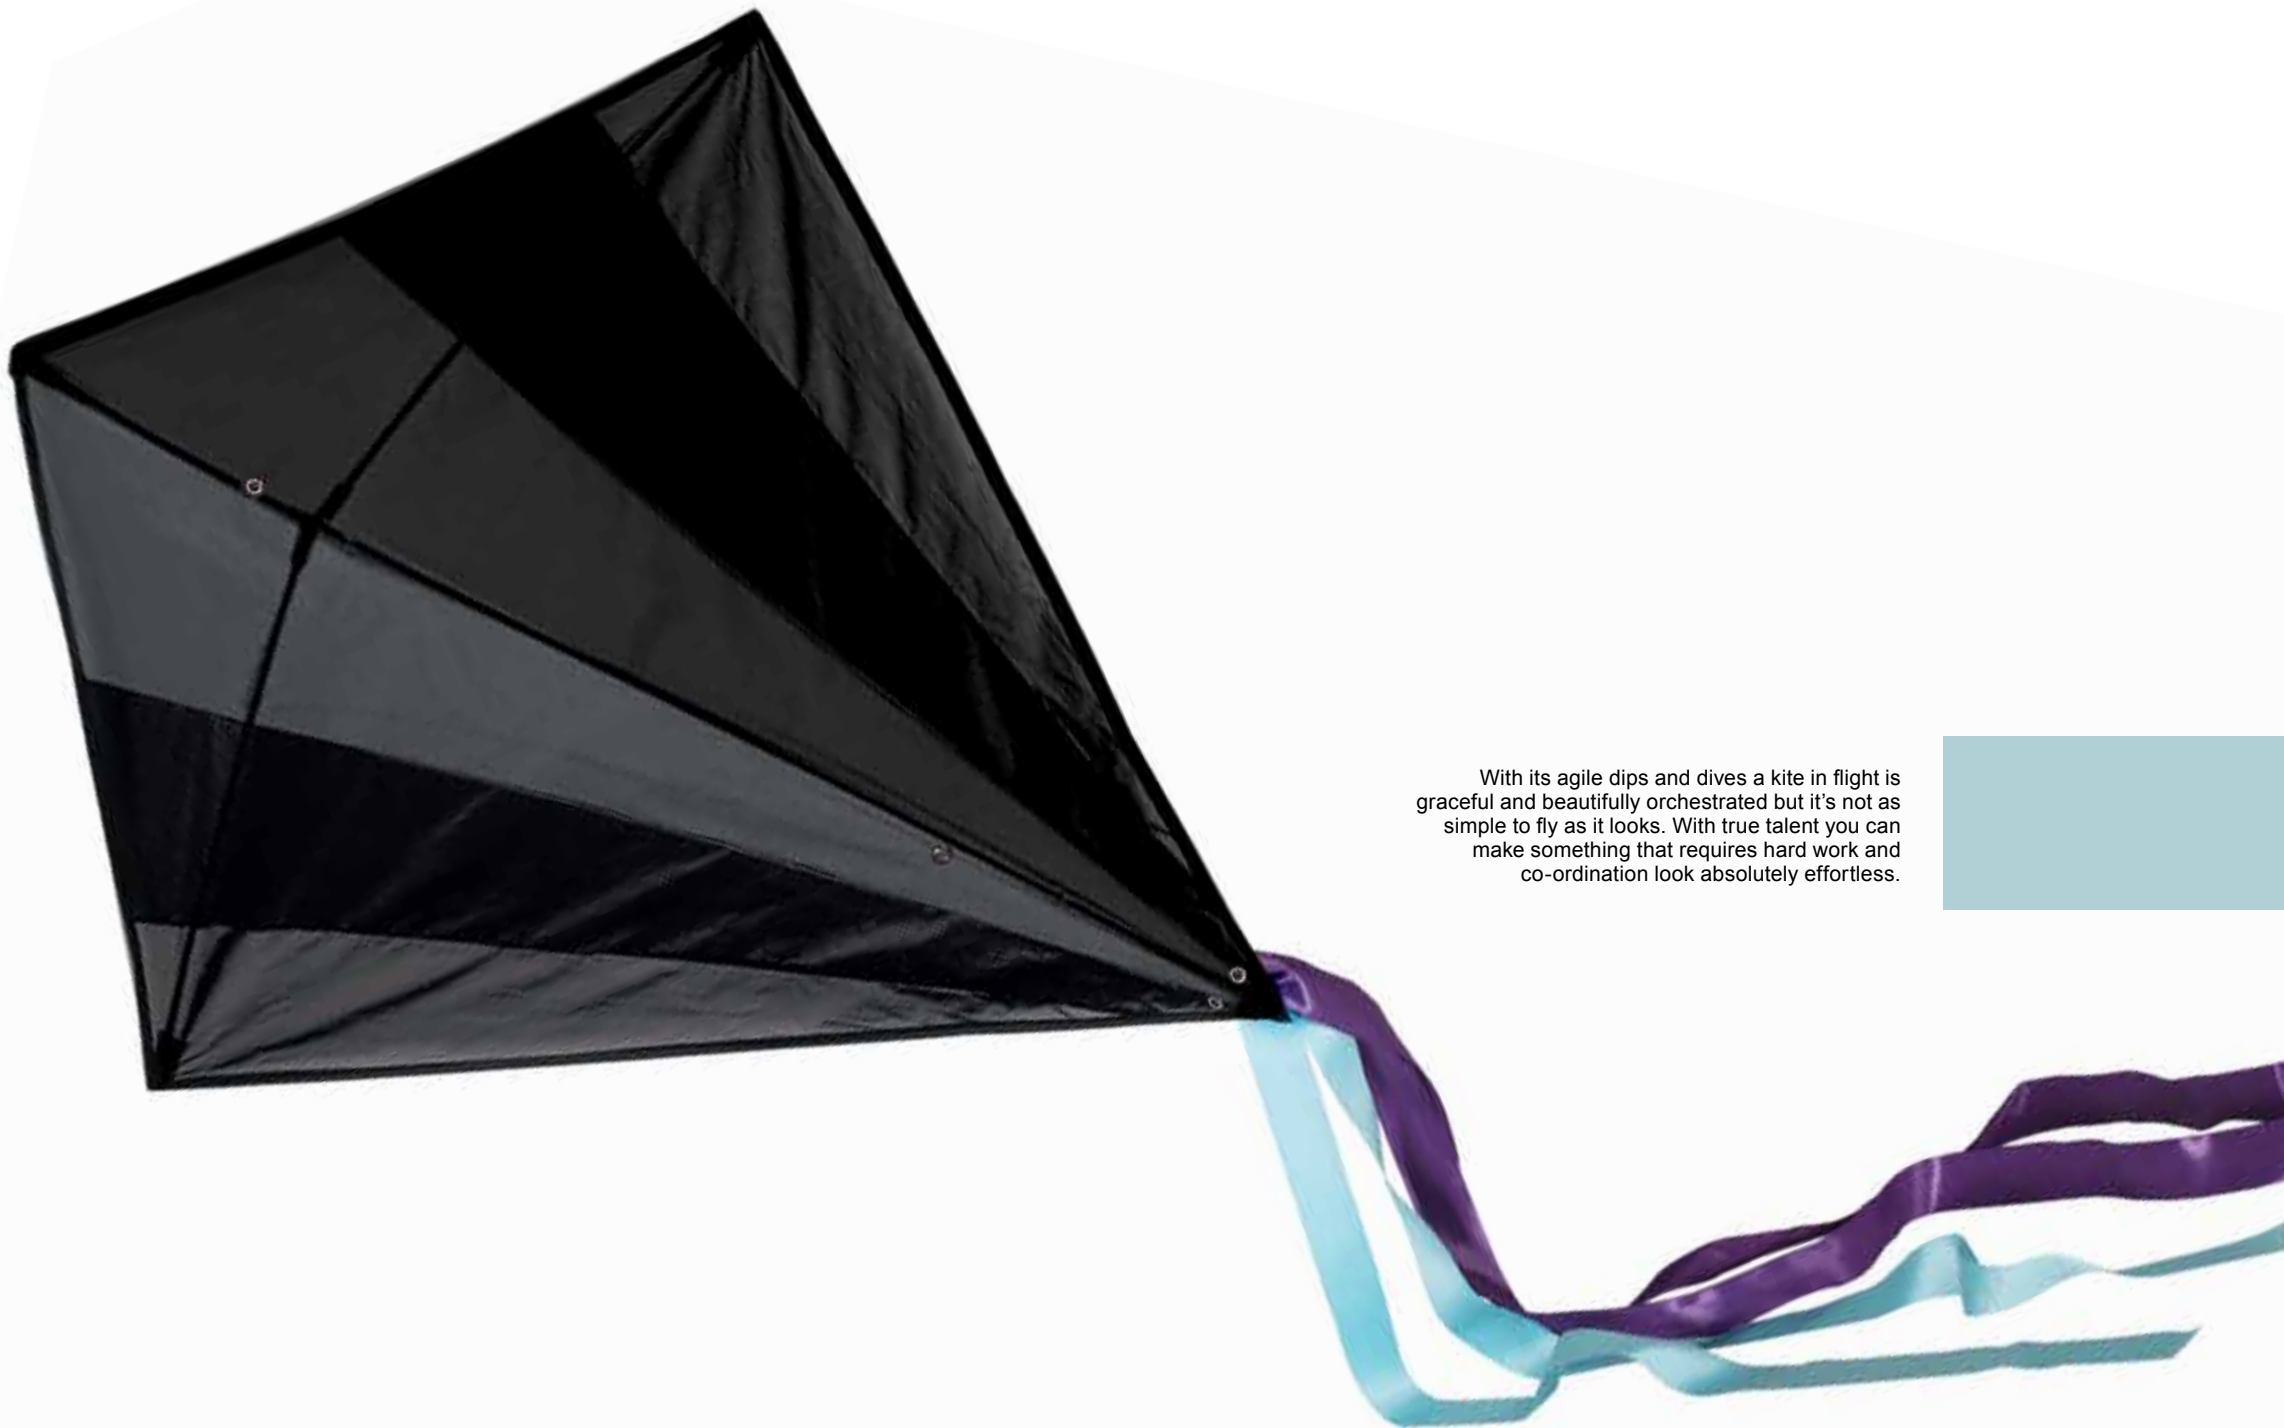 With its agile dips and dives a kite in flight is
graceful and beautifully orchestrated but it’s not as
simple to fly as it looks. With true talent you can
make something that requires hard work and
co-ordination look absolutely effortless.